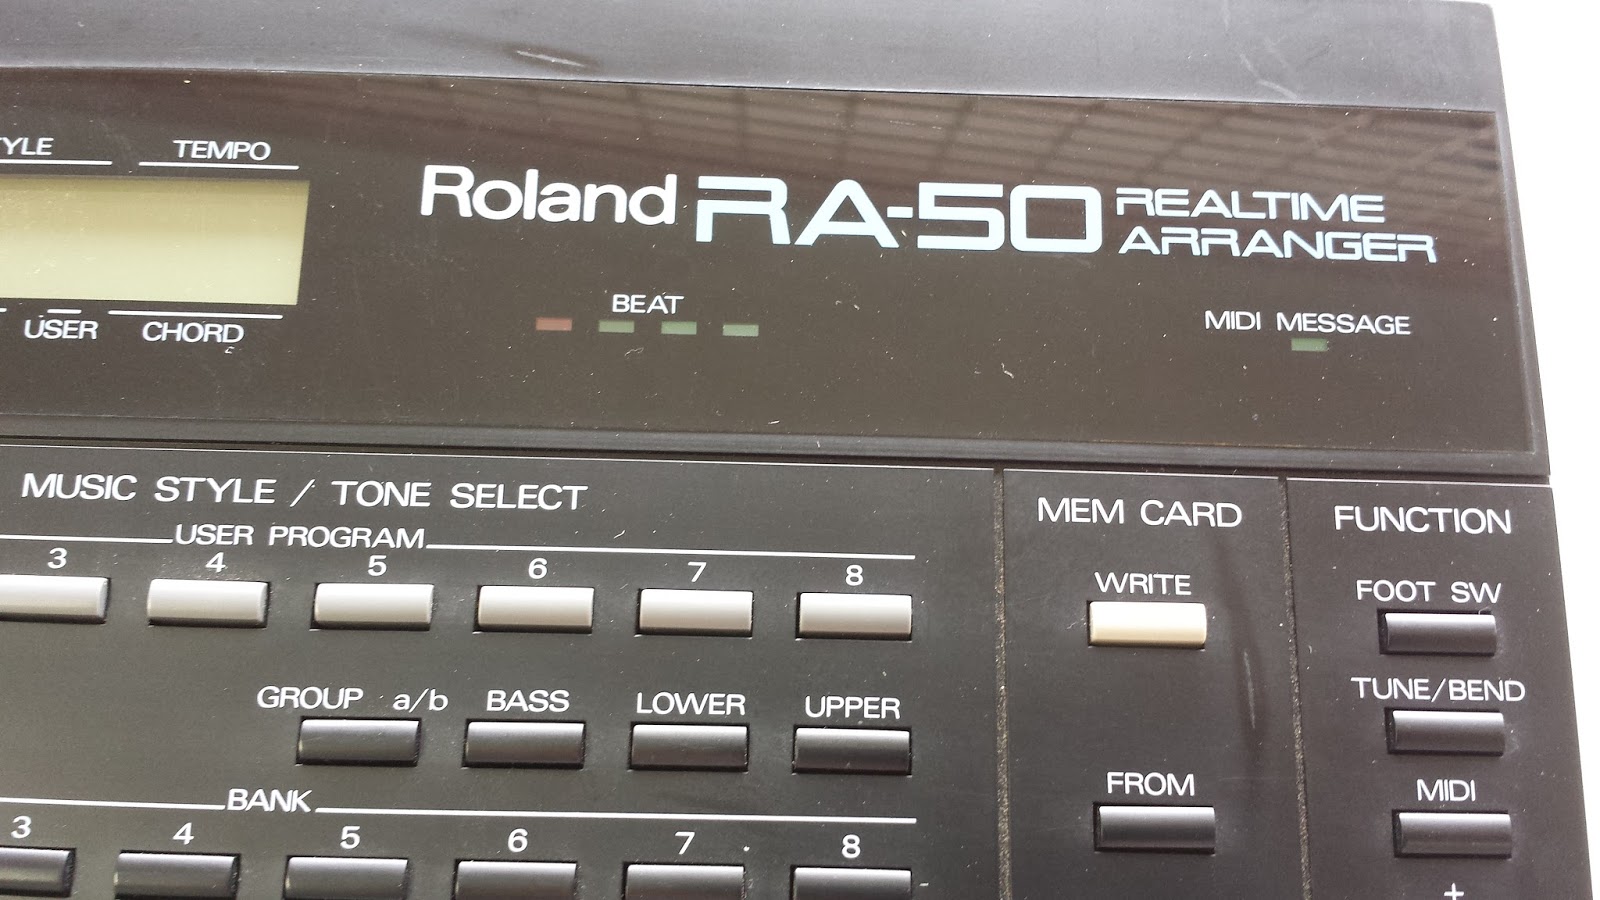 TEMPO
Roland RA-50 REALTIME
ARRANGER
BEAT
MIDI MESSAGE
USER CHORD
MUSIC STYLE / TONE SELECT
USER PROGRAM
3 4 5 6 7 8
GROUP a/b BASS LOWER UPPER
BANK
3 4 5 6 7 8
MEM CARD
WRITE
FROM
FUNCTION
FOOT SW
TUNE/BEND
MIDI
+